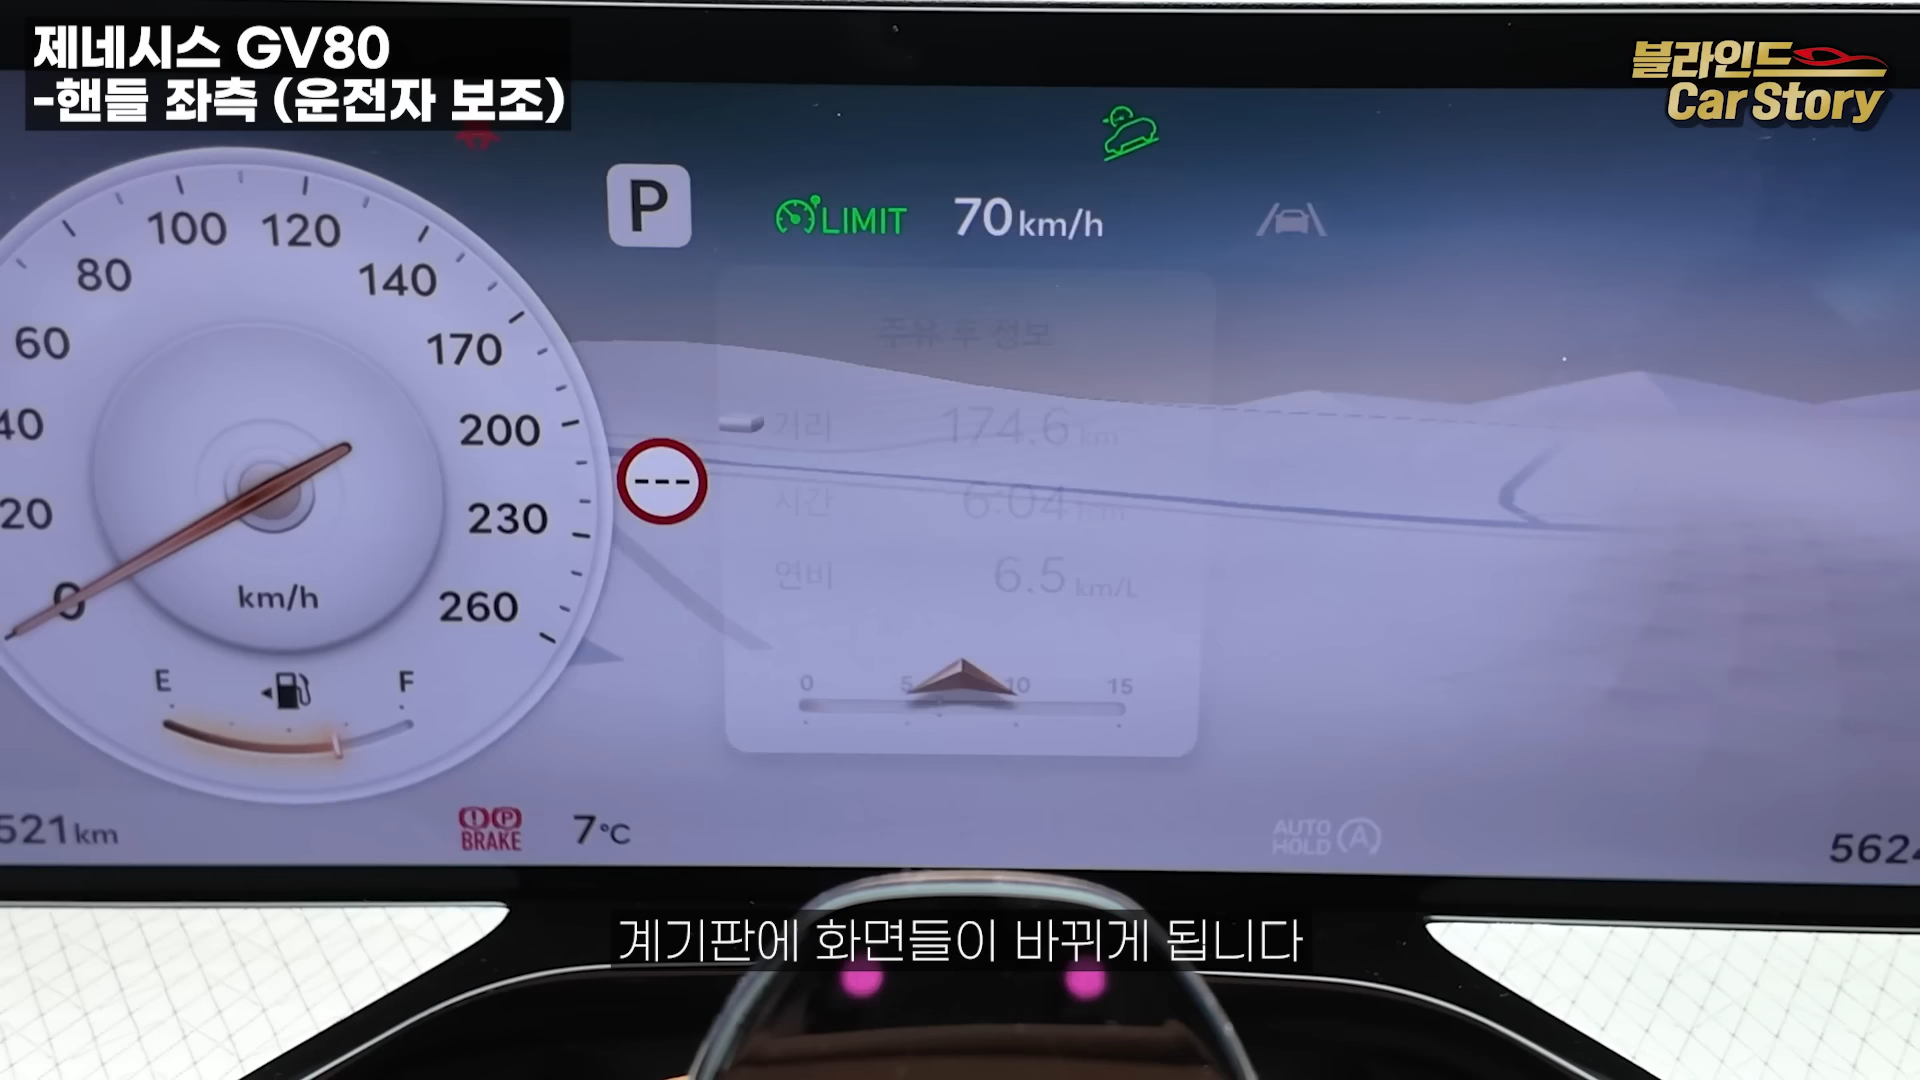 제네시스 GV80
-핸들 좌측 (운전자 보조)
블라인드
Car Story
P
LIMIT 70 km/h
100 120
80 140
60 170
40 200
20 230
0 260
km/h
---
주유 후 정보
거리 174.6 km
시간 6:04 h:m
연비 6.5 km/L
0 5 10 15
E F
521 km
BRAKE
7°C
AUTO HOLD A
562
계기판에 화면들이 바뀌게 됩니다